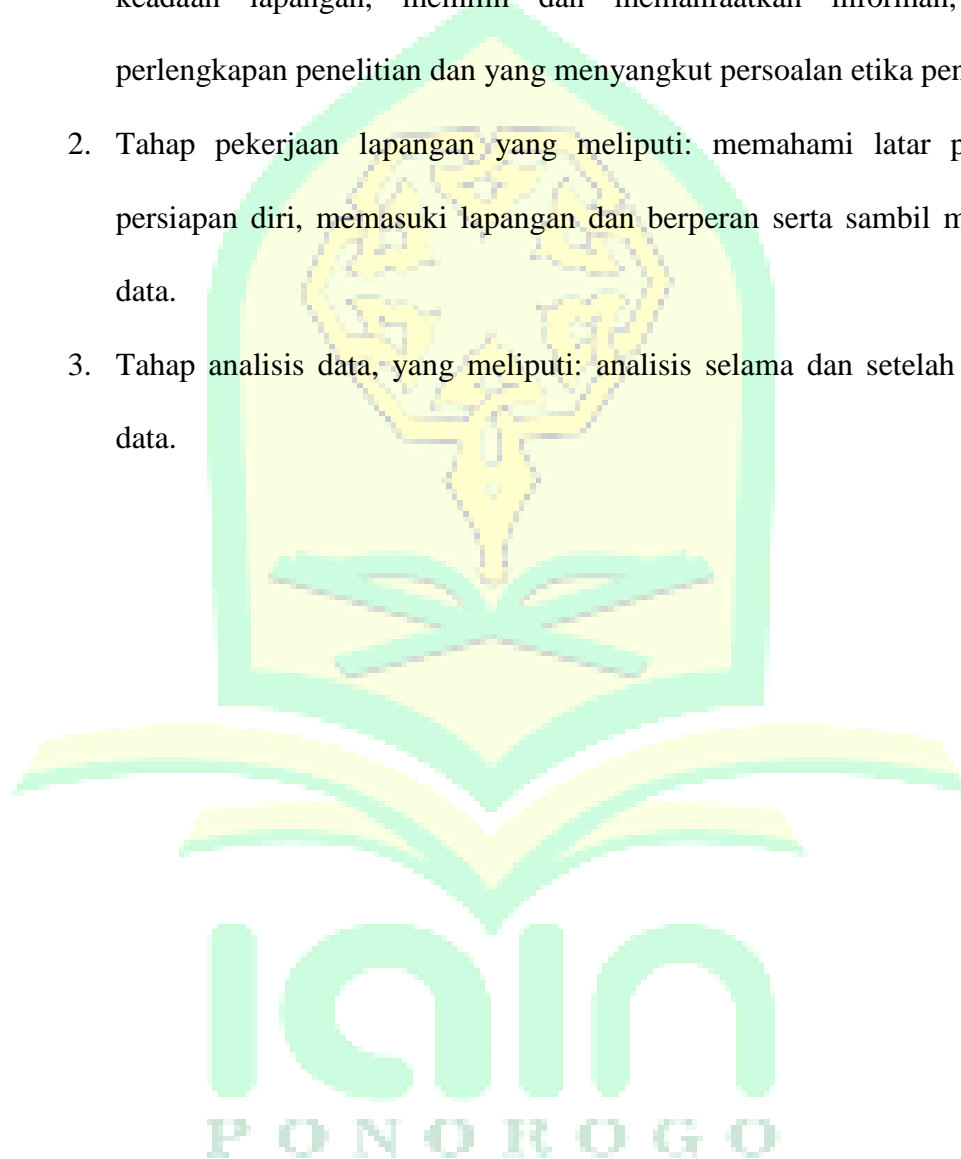 keadaan lapangan, memilih dan memanfaatkan informan,
perlengkapan penelitian dan yang menyangkut persoalan etika pen
2. Tahap pekerjaan lapangan yang meliputi: memahami latar p
persiapan diri, memasuki lapangan dan berperan serta sambil m
data.
3. Tahap analisis data, yang meliputi: analisis selama dan setelah
data.
iain
PONOROGO